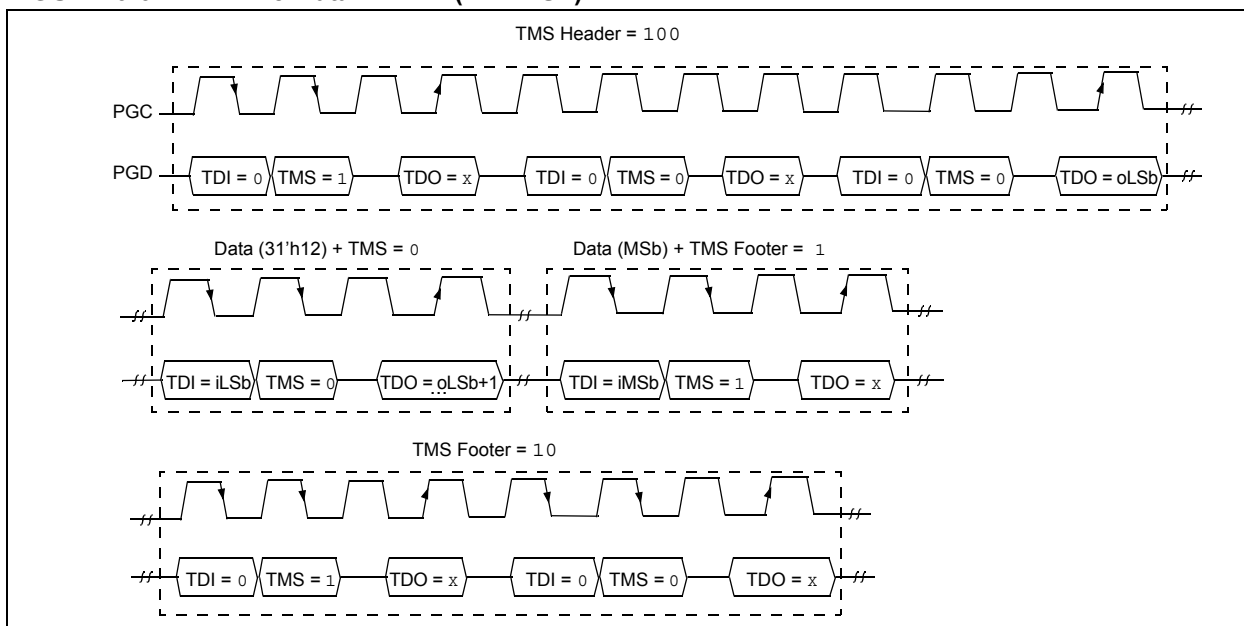 TMS Header = 100
PGC
PGD
TDI = 0 TMS = 1 TDO = x TDI = 0 TMS = 0 TDO = x TDI = 0 TMS = 0 TDO = oLSb
Data (31'h12) + TMS = 0 Data (MSb) + TMS Footer = 1
TDI = iLSb TMS = 0 TDO = oLSb+1 TDI = iMSb TMS = 1 TDO = x
...
TMS Footer = 10
TDI = 0 TMS = 1 TDO = x TDI = 0 TMS = 0 TDO = x